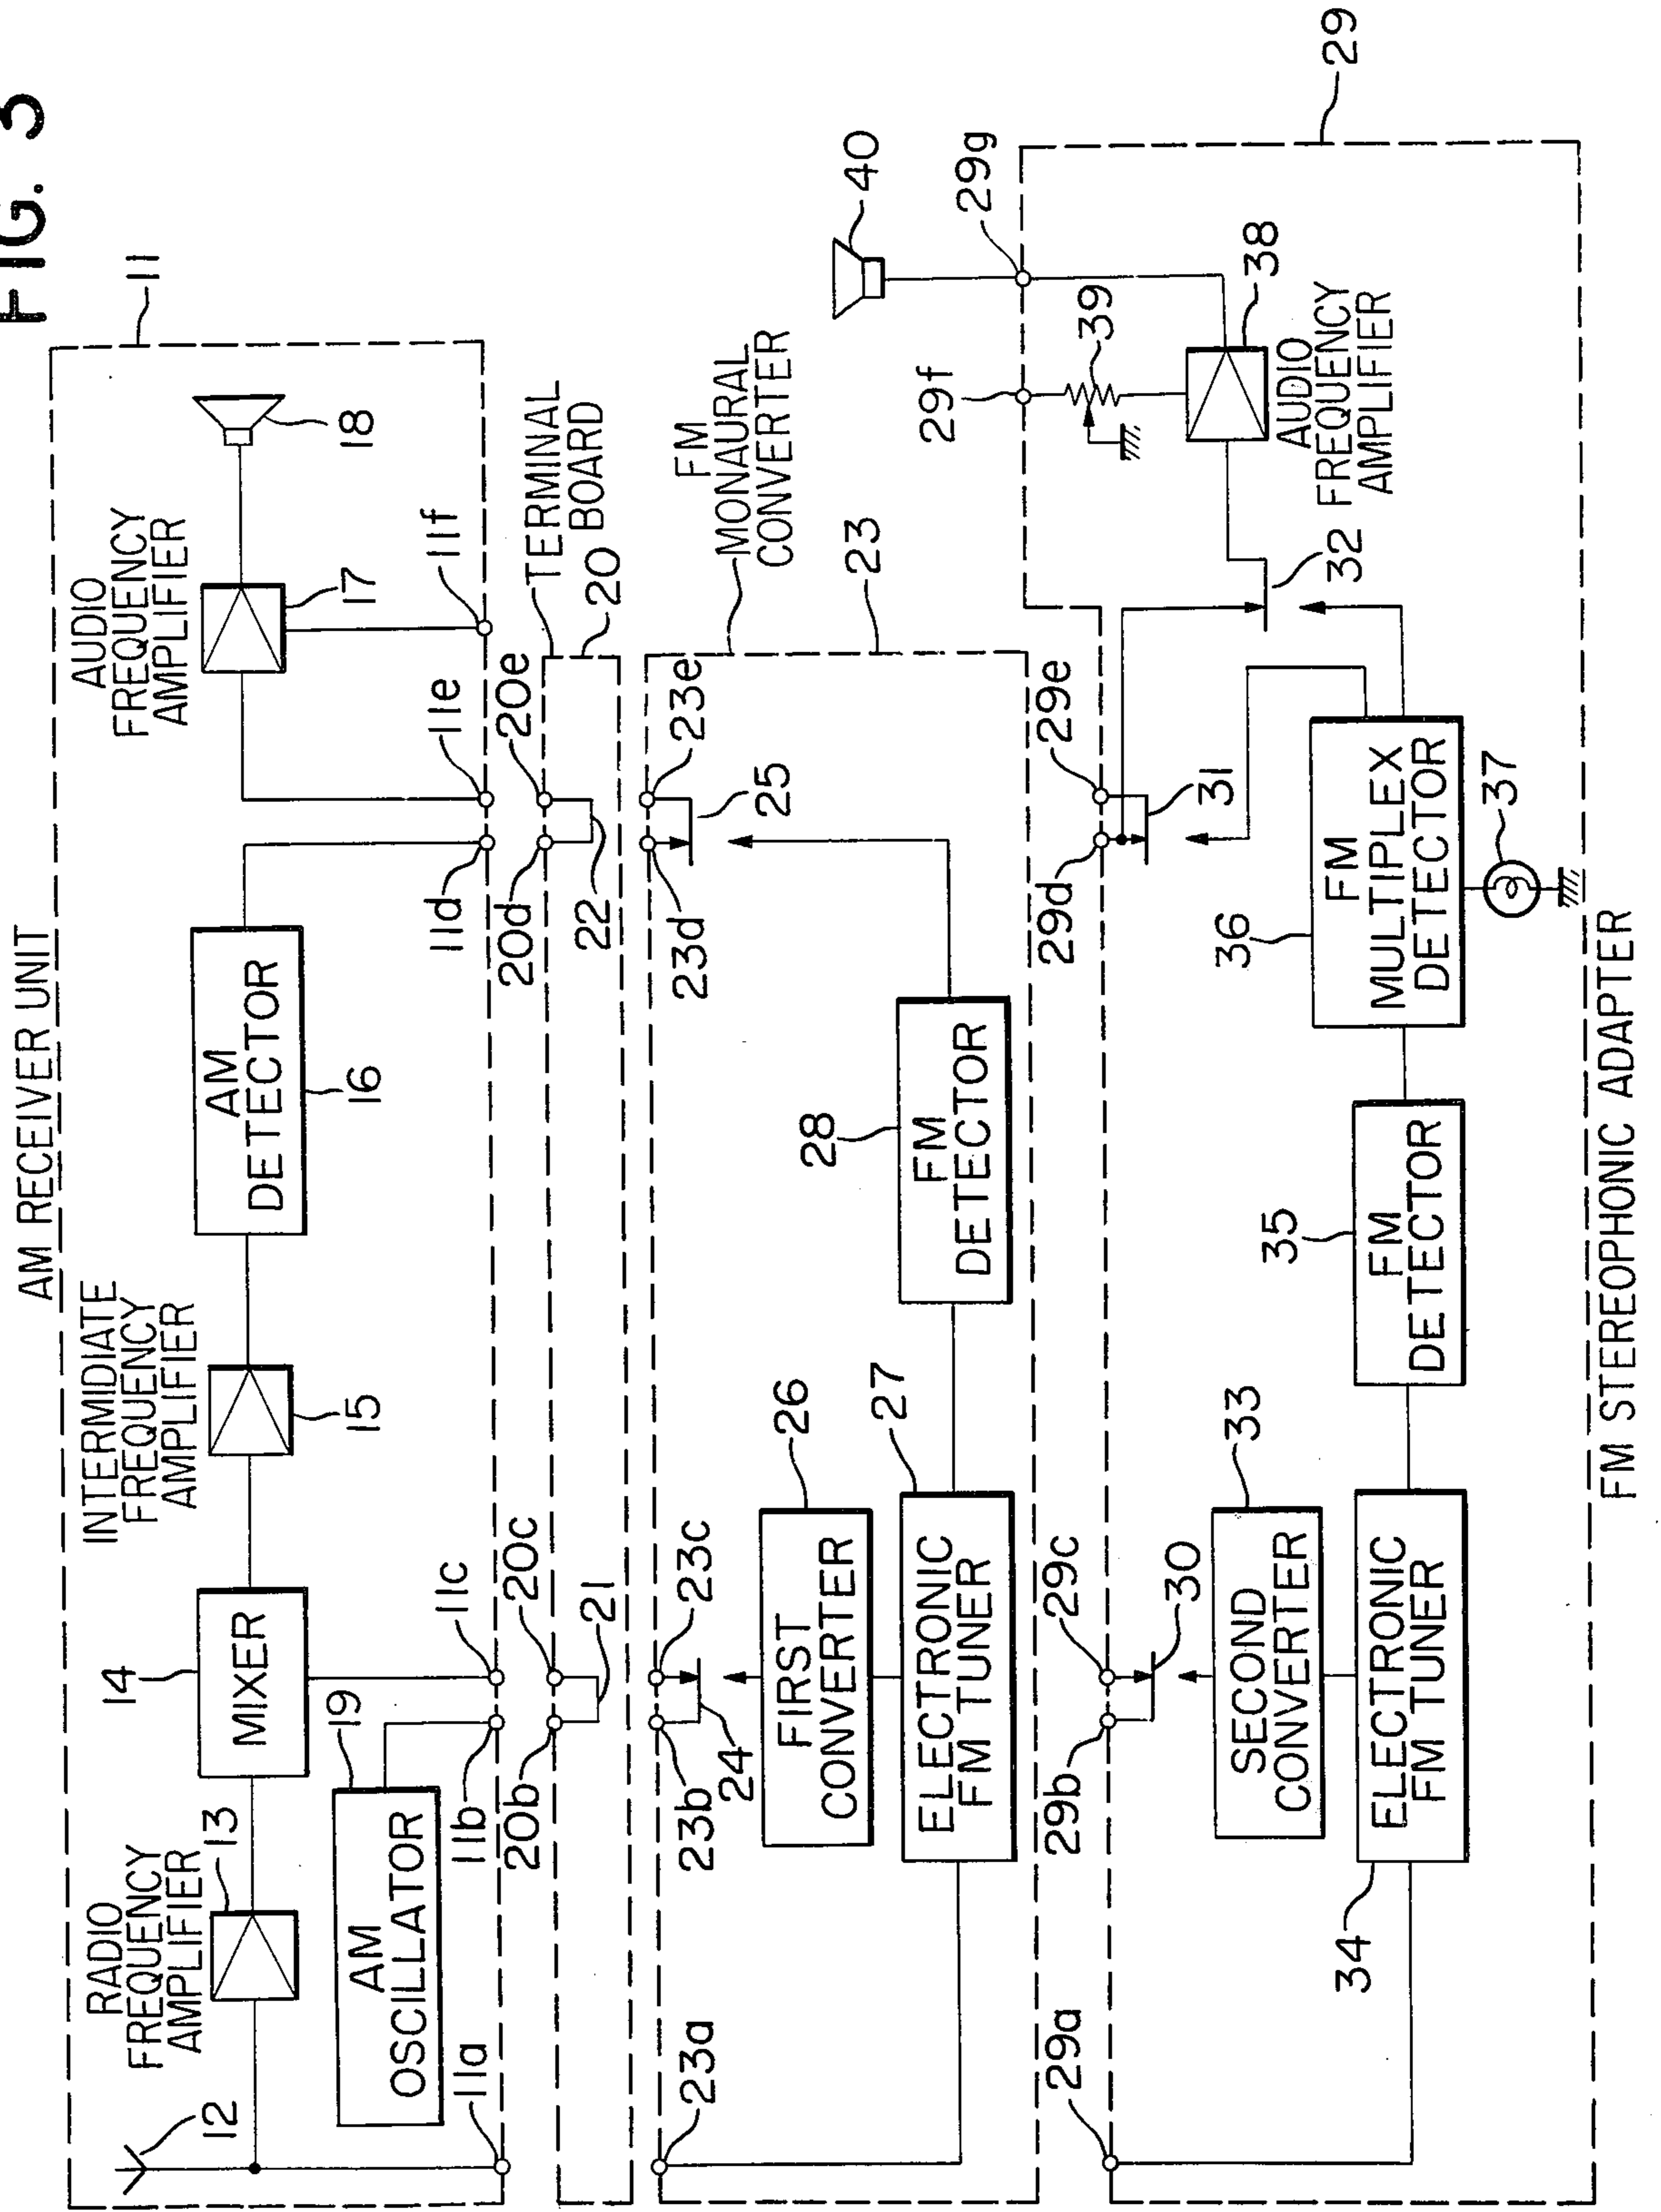 FIG. 3
AM RECEIVER UNIT
11
12
RADIO
FREQUENCY
AMPLIFIER
13
14
MIXER
INTERMIDIATE
FREQUENCY
AMPLIFIER
15
AM
DETECTOR
16
AUDIO
FREQUENCY
AMPLIFIER
17
18
AM
OSCILLATOR
19
11a
11b
11c
11d
11e
11f
TERMINAL
BOARD
20
20b
20c
21
20d
20e
22
FM
MONAURAL
CONVERTER
23
23a
23b
23c
24
23d
23e
25
FIRST
CONVERTER
26
ELECTRONIC
FM TUNER
27
FM
DETECTOR
28
29
29a
29b
29c
30
29d
29e
31
29f
29g
40
39
32
SECOND
CONVERTER
33
ELECTRONIC
FM TUNER
34
FM
DETECTOR
35
FM
MULTIPLEX
DETECTOR
36
37
AUDIO
FREQUENCY
AMPLIFIER
38
FM STEREOPHONIC ADAPTER